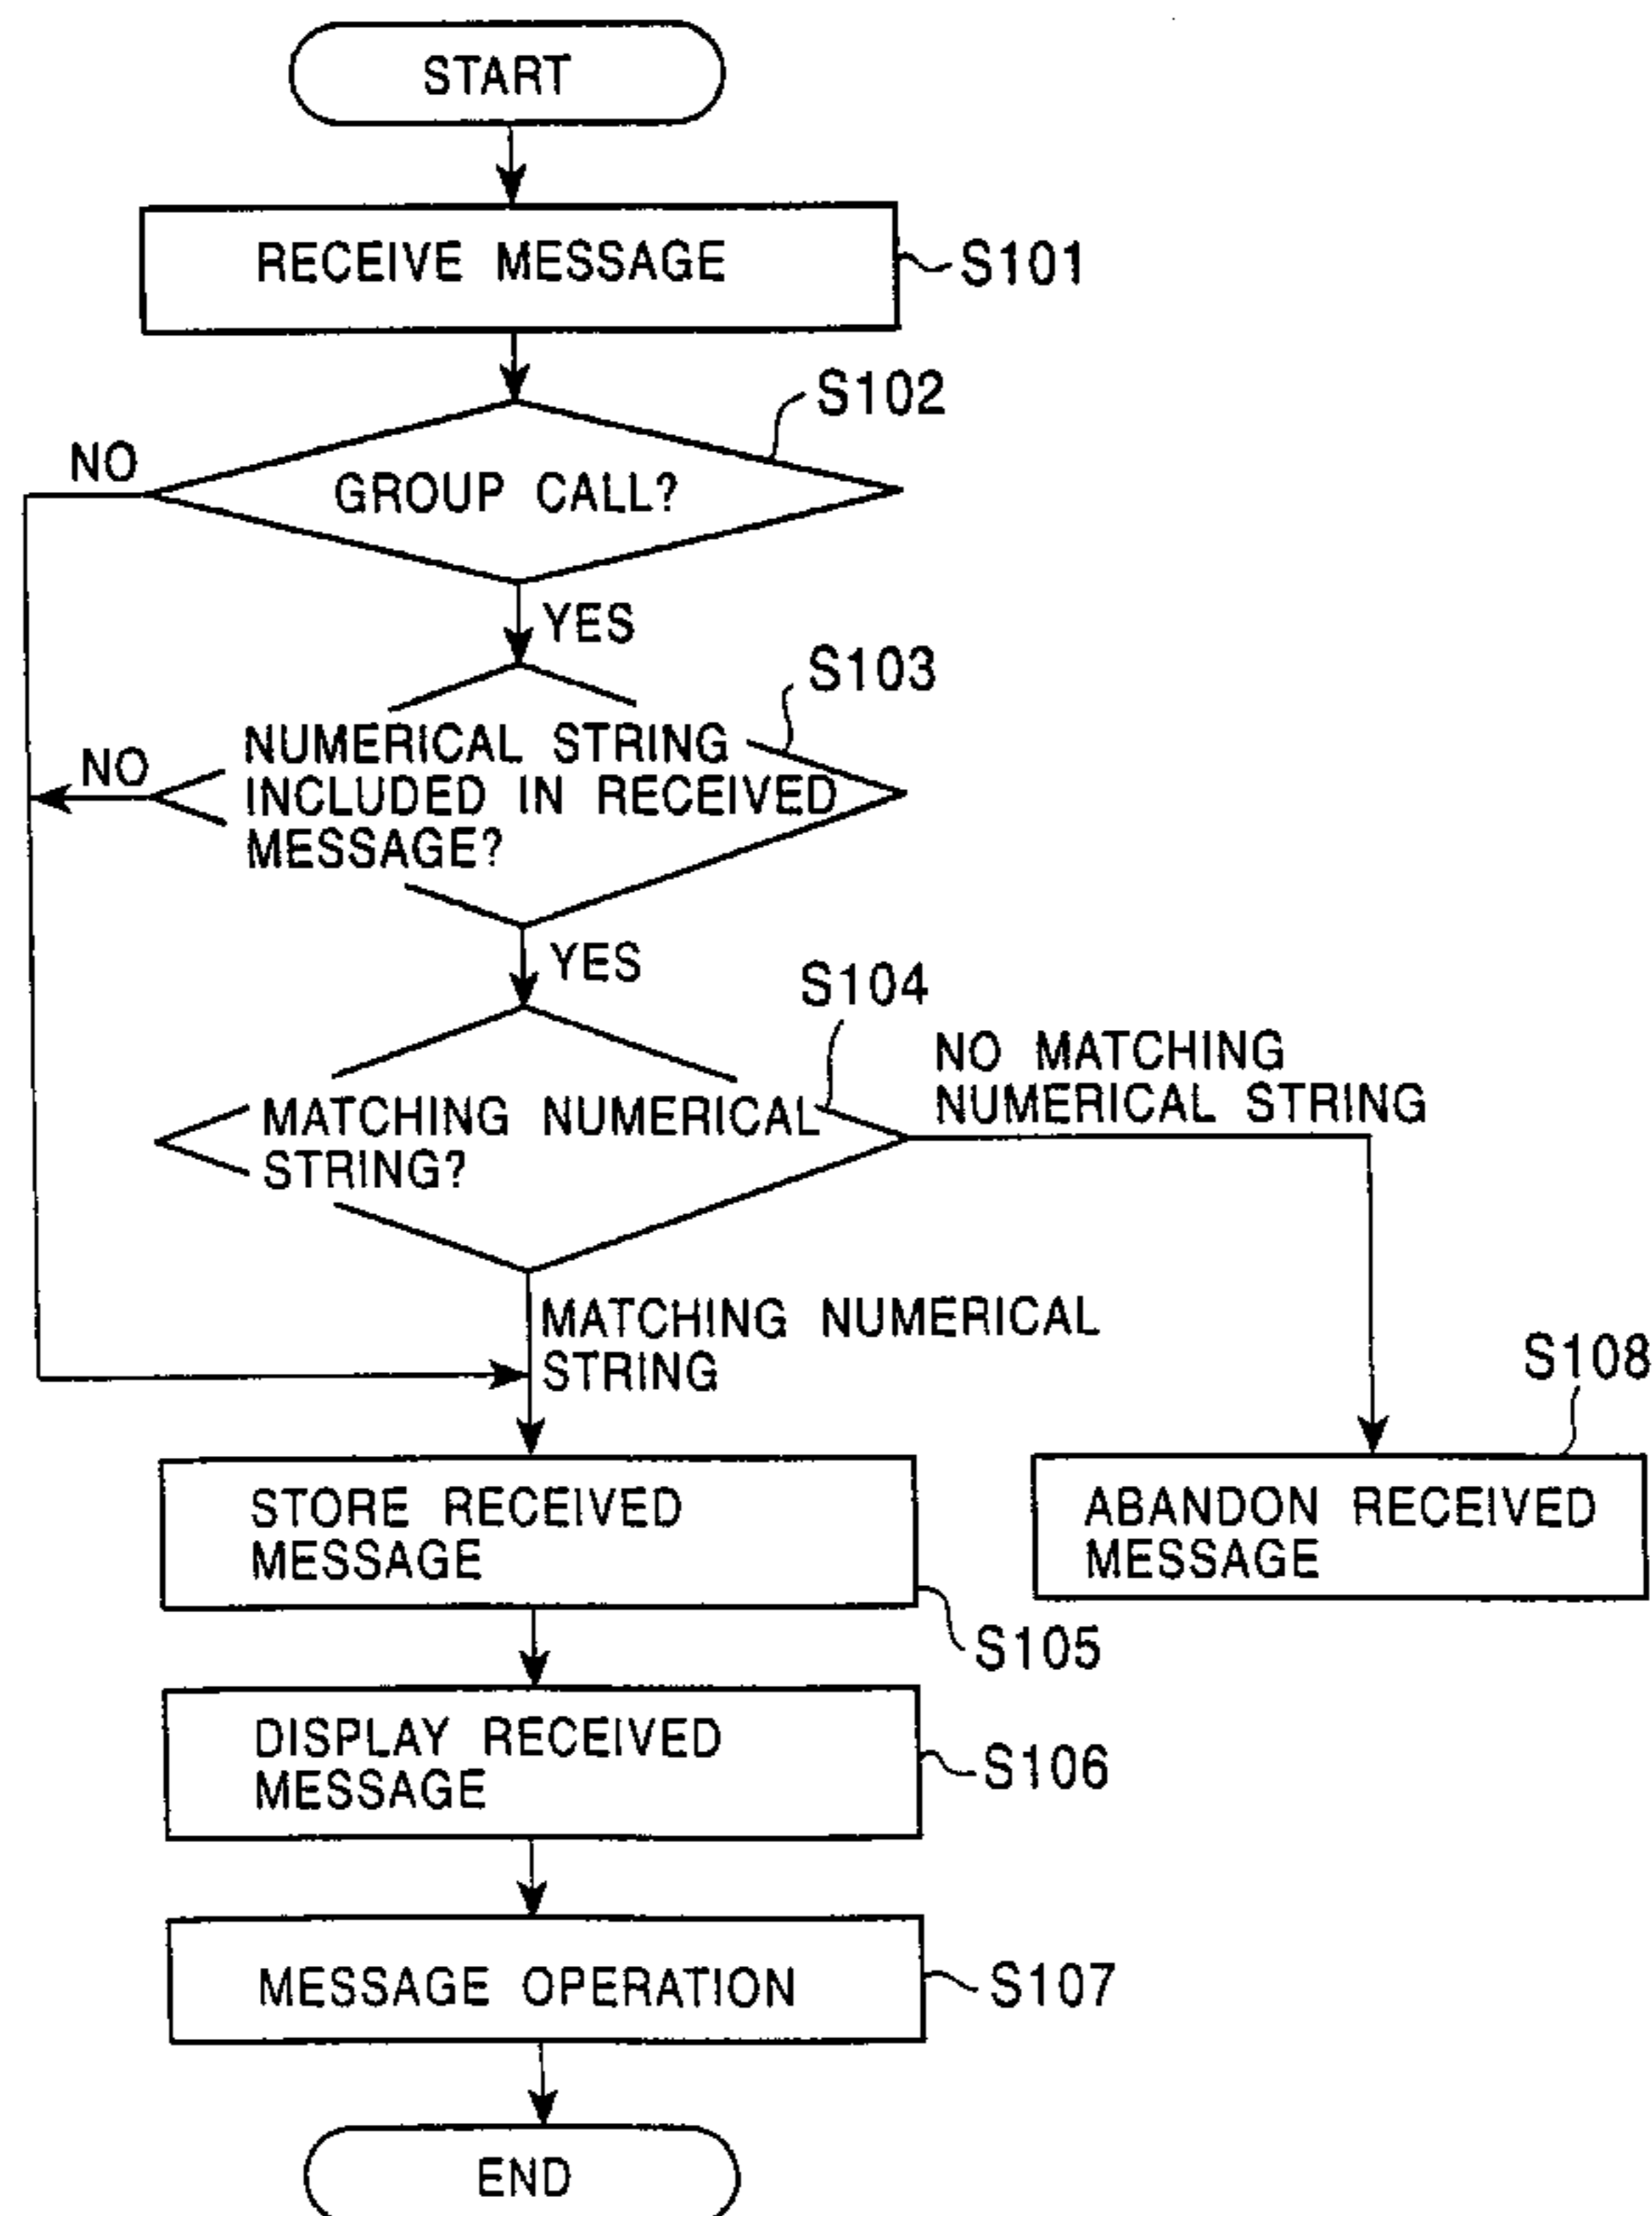 START
RECEIVE MESSAGE
S101
S102
NO
GROUP CALL?
YES
S103
NO
NUMERICAL STRING
INCLUDED IN RECEIVED
MESSAGE?
YES
S104
NO MATCHING
NUMERICAL STRING
MATCHING NUMERICAL
STRING?
MATCHING NUMERICAL
STRING
S108
STORE RECEIVED
MESSAGE
ABANDON RECEIVED
MESSAGE
S105
DISPLAY RECEIVED
MESSAGE
S106
MESSAGE OPERATION
S107
END